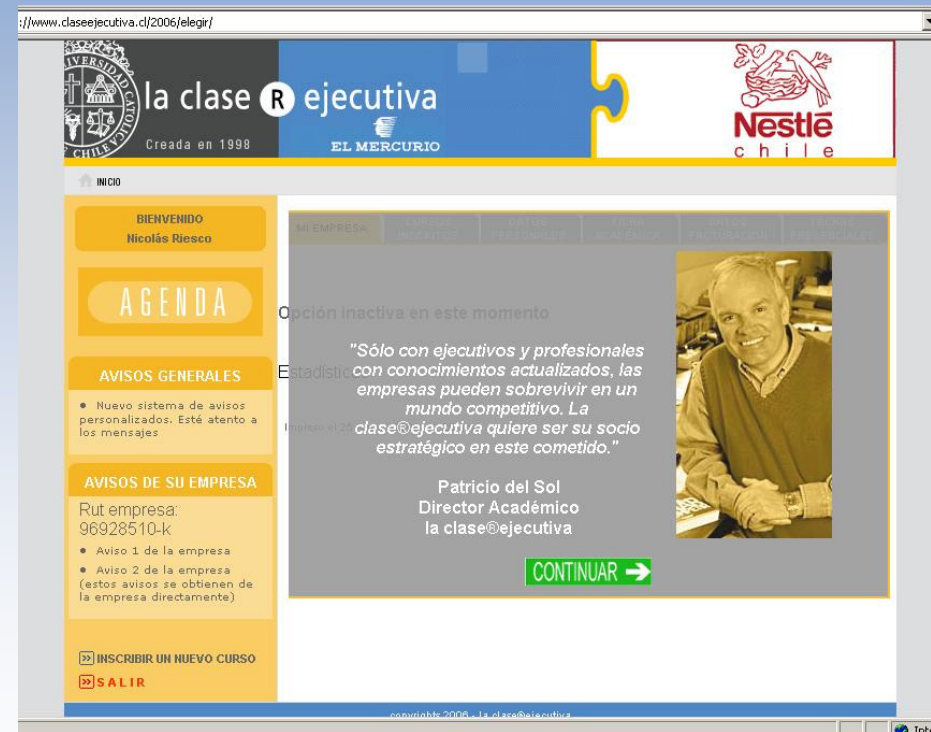 ://www.claseejecutiva.cl/2006/elegir/
la clase R ejecutiva
Creada en 1998
EL MERCURIO
Nestlé
chile
INICIO
BIENVENIDO
Nicolás Riesco
AGENDA
AVISOS GENERALES
• Nuevo sistema de avisos
personalizados. Esté atento a
los mensajes
AVISOS DE SU EMPRESA
Rut empresa:
96928510-k
• Aviso 1 de la empresa
• Aviso 2 de la empresa
(estos avisos se obtienen de
la empresa directamente)
INSCRIBIR UN NUEVO CURSO
SALIR
MI EMPRESA
Opción inactiva en este momento
"Sólo con ejecutivos y profesionales
con conocimientos actualizados, las
empresas pueden sobrevivir en un
mundo competitivo. La
clase®ejecutiva quiere ser su socio
estratégico en este cometido."
Patricio del Sol
Director Académico
la clase®ejecutiva
CONTINUAR
copyrights 2006 - la clase®ejecutiva